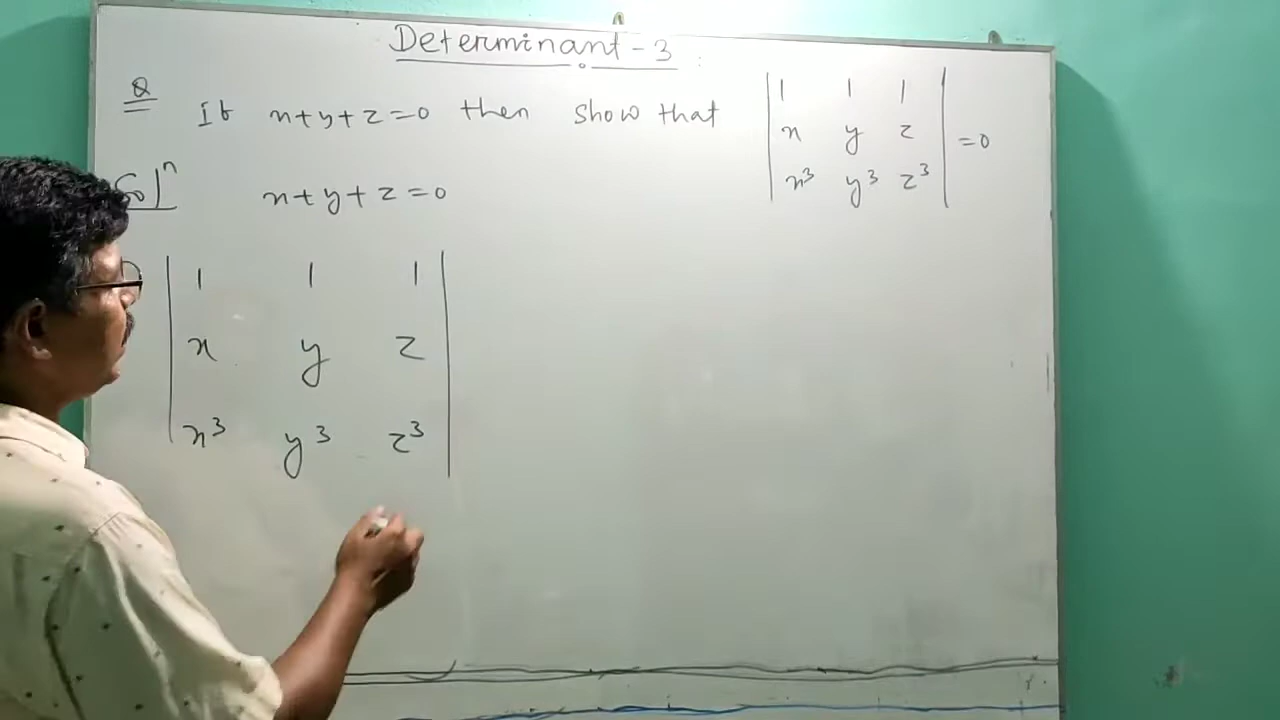 Determinant - 3
Q If x+y+z=0 then show that | 1 1 1 |
| x y z | =0
| x³ y³ z³ |
Solⁿ x+y+z=0
| 1 1 1 |
| x y z |
| x³ y³ z³ |